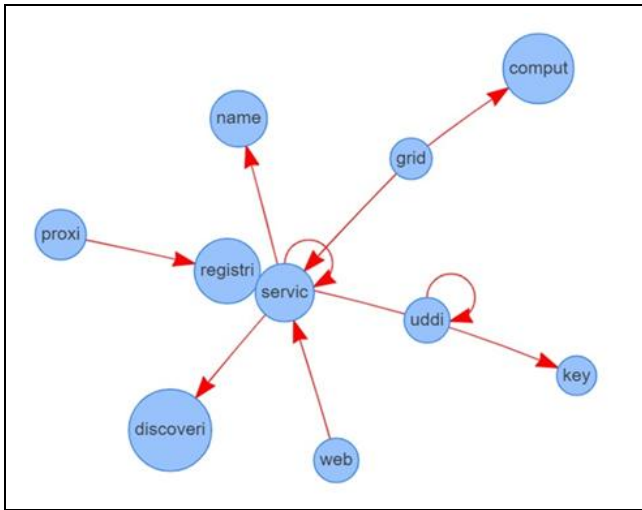 comput
name
grid
proxi
registri
servic
uddi
key
discoveri
web